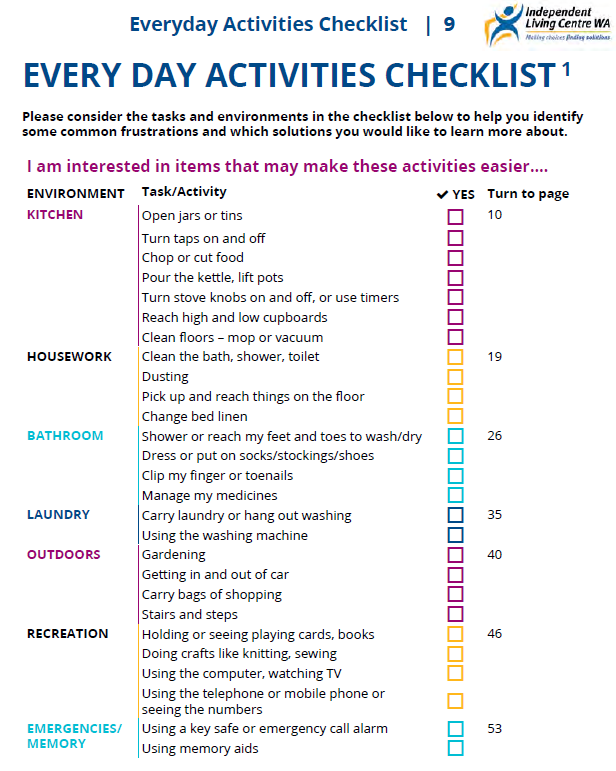 Everyday Activities Checklist | 9
Independent
Living Centre WA
Making choices finding solutions
EVERY DAY ACTIVITIES CHECKLIST 1
Please consider the tasks and environments in the checklist below to help you identify
some common frustrations and which solutions you would like to learn more about.
I am interested in items that may make these activities easier....
ENVIRONMENT Task/Activity ✔ YES Turn to page
KITCHEN Open jars or tins 10
Turn taps on and off
Chop or cut food
Pour the kettle, lift pots
Turn stove knobs on and off, or use timers
Reach high and low cupboards
Clean floors – mop or vacuum
HOUSEWORK Clean the bath, shower, toilet 19
Dusting
Pick up and reach things on the floor
Change bed linen
BATHROOM Shower or reach my feet and toes to wash/dry 26
Dress or put on socks/stockings/shoes
Clip my finger or toenails
Manage my medicines
LAUNDRY Carry laundry or hang out washing 35
Using the washing machine
OUTDOORS Gardening 40
Getting in and out of car
Carry bags of shopping
Stairs and steps
RECREATION Holding or seeing playing cards, books 46
Doing crafts like knitting, sewing
Using the computer, watching TV
Using the telephone or mobile phone or
seeing the numbers
EMERGENCIES/ Using a key safe or emergency call alarm 53
MEMORY Using memory aids